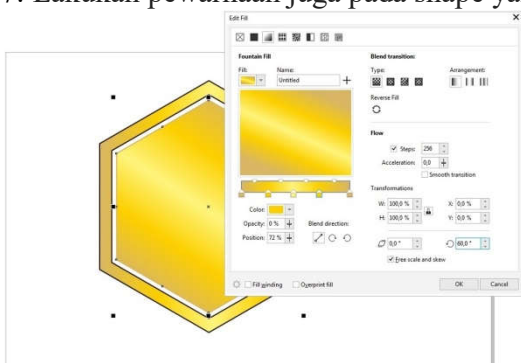 7. Lakukan pewarnaan juga pada shape ya
Edit Fill
Fountain Fill
Fill:
Name:
Untitled
Color:
Opacity: 0 %
Blend direction:
Position: 72 %
Blend transition:
Type:
Arrangement:
Reverse Fill
Flow
Steps: 256
Acceleration: 0,0
Smooth transition
Transformations
W: 100,0 % X: 0,0 %
H: 100,0 % Y: 0,0 %
0,0 ° 60,0 °
Free scale and skew
Fill winding Overprint fill OK Cancel